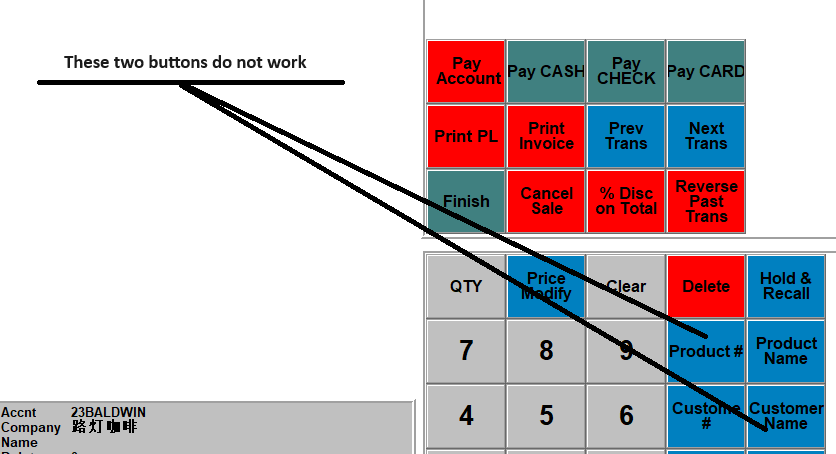 These two buttons do not work
Pay
Account
Pay CASH
Pay
CHECK
Pay CARD
Print PL
Print
Invoice
Prev
Trans
Next
Trans
Finish
Cancel
Sale
% Disc
on Total
Reverse
Past
Trans
QTY
Price
Modify
Clear
Delete
Hold &
Recall
7
8
9
Product #
Product
Name
4
5
6
Custome
#
Customer
Name
Accnt 23BALDWIN
Company 路灯咖啡
Name